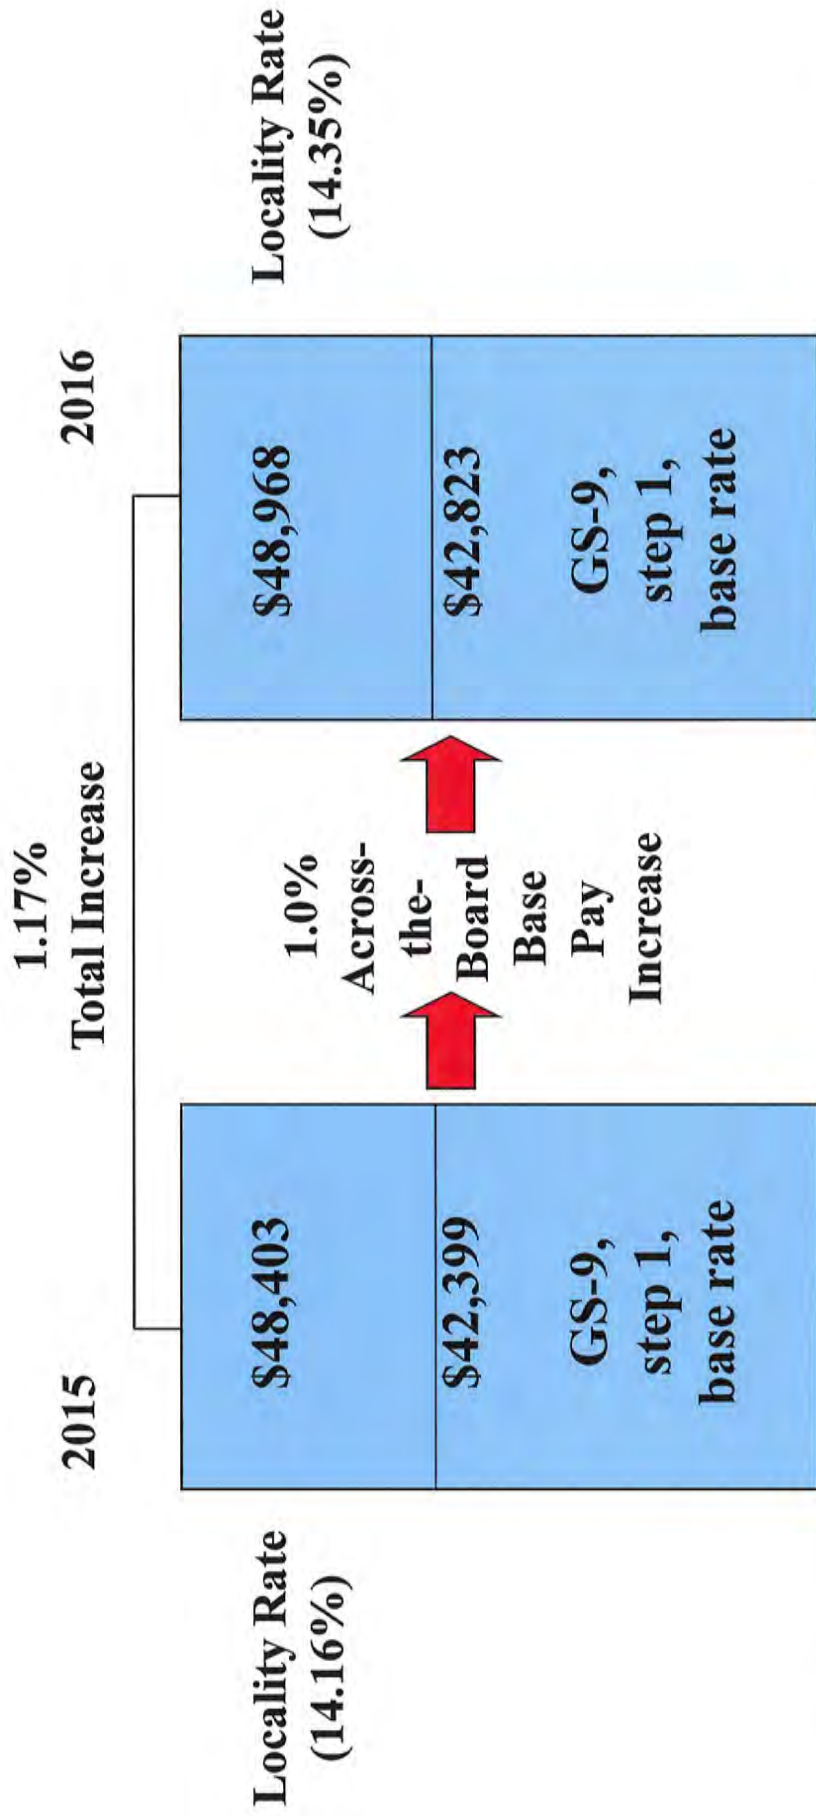 1.17%
Total Increase
2015
2016
Locality Rate
(14.16%)
$48,403
$42,399
GS-9,
step 1,
base rate
1.0%
Across-
the-
Board
Base
Pay
Increase
$48,968
$42,823
GS-9,
step 1,
base rate
Locality Rate
(14.35%)